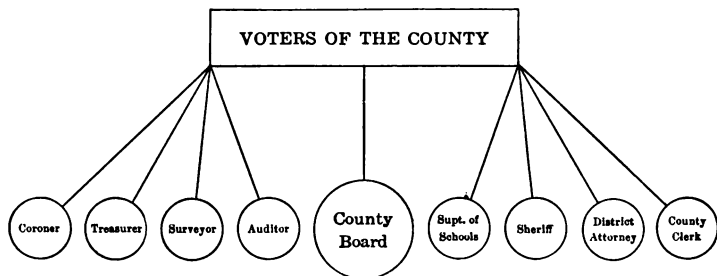 VOTERS OF THE COUNTY
Coroner
Treasurer
Surveyor
Auditor
County
Board
Supt. of
Schools
Sheriff
District
Attorney
County
Clerk